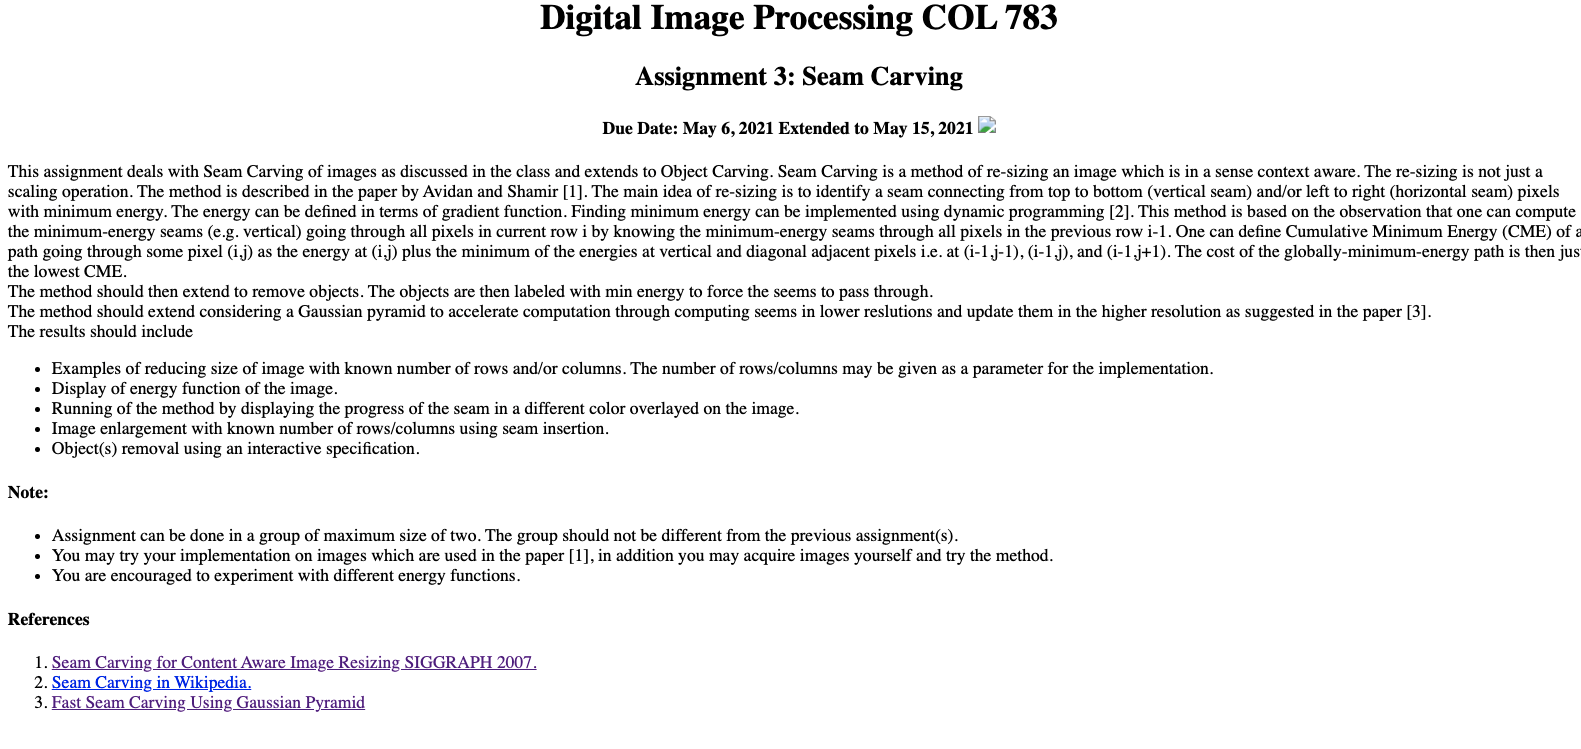 Digital Image Processing COL 783
Assignment 3: Seam Carving
Due Date: May 6, 2021 Extended to May 15, 2021
This assignment deals with Seam Carving of images as discussed in the class and extends to Object Carving. Seam Carving is a method of re-sizing an image which is in a sense context aware. The re-sizing is not just a
scaling operation. The method is described in the paper by Avidan and Shamir [1]. The main idea of re-sizing is to identify a seam connecting from top to bottom (vertical seam) and/or left to right (horizontal seam) pixels
with minimum energy. The energy can be defined in terms of gradient function. Finding minimum energy can be implemented using dynamic programming [2]. This method is based on the observation that one can compute
the minimum-energy seams (e.g. vertical) going through all pixels in current row i by knowing the minimum-energy seams through all pixels in the previous row i-1. One can define Cumulative Minimum Energy (CME) of a
path going through some pixel (i,j) as the energy at (i,j) plus the minimum of the energies at vertical and diagonal adjacent pixels i.e. at (i-1,j-1), (i-1,j), and (i-1,j+1). The cost of the globally-minimum-energy path is then jus
the lowest CME.
The method should then extend to remove objects. The objects are then labeled with min energy to force the seems to pass through.
The method should extend considering a Gaussian pyramid to accelerate computation through computing seems in lower reslutions and update them in the higher resolution as suggested in the paper [3].
The results should include
• Examples of reducing size of image with known number of rows and/or columns. The number of rows/columns may be given as a parameter for the implementation.
• Display of energy function of the image.
• Running of the method by displaying the progress of the seam in a different color overlayed on the image.
• Image enlargement with known number of rows/columns using seam insertion.
• Object(s) removal using an interactive specification.
Note:
• Assignment can be done in a group of maximum size of two. The group should not be different from the previous assignment(s).
• You may try your implementation on images which are used in the paper [1], in addition you may acquire images yourself and try the method.
• You are encouraged to experiment with different energy functions.
References
1. Seam Carving for Content Aware Image Resizing SIGGRAPH 2007.
2. Seam Carving in Wikipedia.
3. Fast Seam Carving Using Gaussian Pyramid